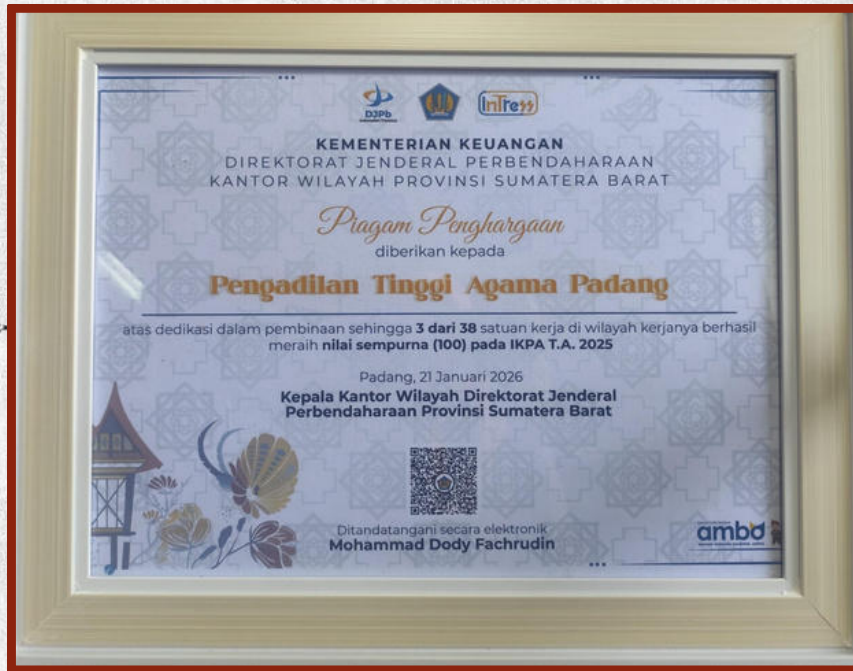 DJPb
InTress
KEMENTERIAN KEUANGAN
DIREKTORAT JENDERAL PERBENDAHARAAN
KANTOR WILAYAH PROVINSI SUMATERA BARAT
Piagam Penghargaan
diberikan kepada
Pengadilan Tinggi Agama Padang
atas dedikasi dalam pembinaan sehingga 3 dari 38 satuan kerja di wilayah kerjanya berhasil
meraih nilai sempurna (100) pada IKPA T.A. 2025
Padang, 21 Januari 2026
Kepala Kantor Wilayah Direktorat Jenderal
Perbendaharaan Provinsi Sumatera Barat
Ditandatangani secara elektronik
Mohammad Dody Fachrudin
ambo